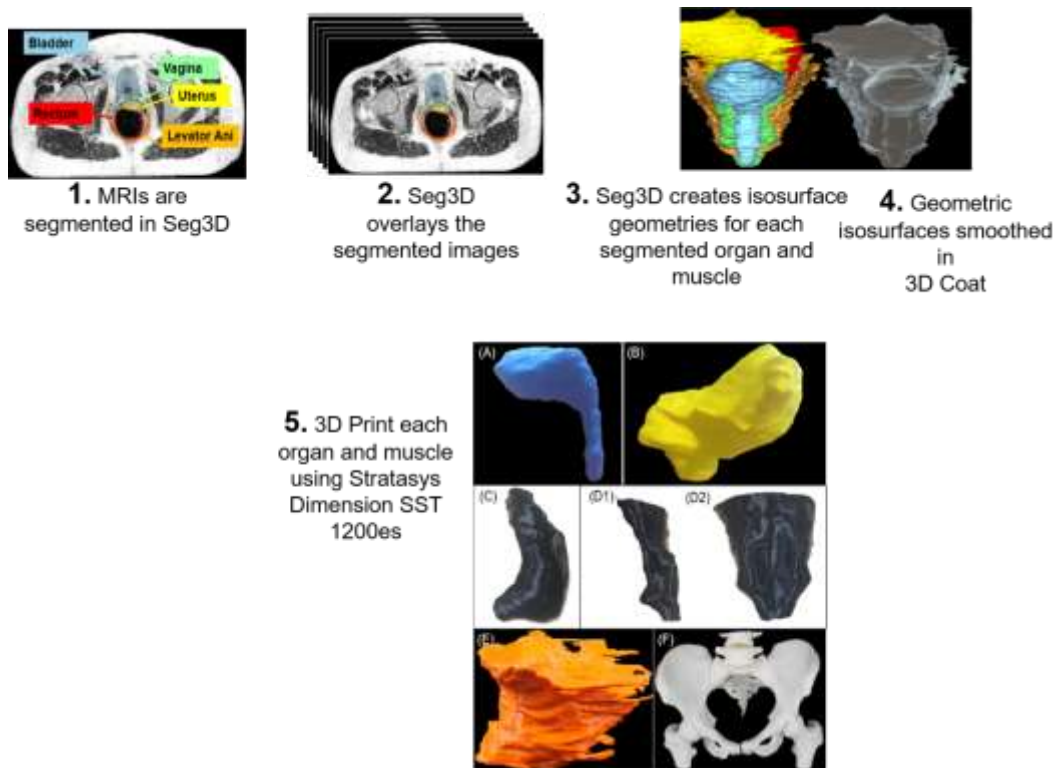 Bladder
Vagina
Uterus
Rectum
Levator Ani
1. MRIs are
segmented in Seg3D
2. Seg3D
overlays the
segmented images
3. Seg3D creates isosurface
geometries for each
segmented organ and
muscle
4. Geometric
isosurfaces smoothed
in
3D Coat
5. 3D Print each
organ and muscle
using Stratasys
Dimension SST
1200es
(A)
(B)
(C)
(D1)
(D2)
(E)
(F)